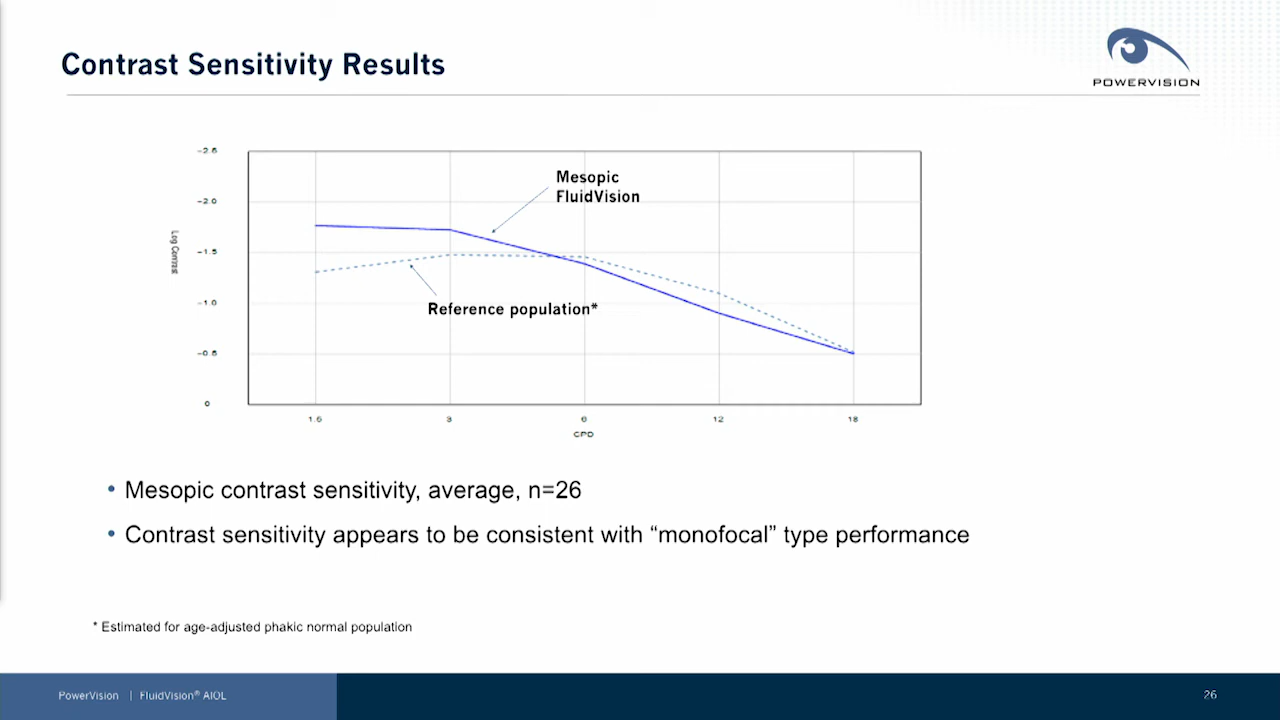 Contrast Sensitivity Results
POWERVISION
-2.5
-2.0
-1.5
-1.0
-0.5
0
Log Contrast
Mesopic
FluidVision
Reference population*
1.5
3
6
12
18
CPD
• Mesopic contrast sensitivity, average, n=26
• Contrast sensitivity appears to be consistent with “monofocal” type performance
* Estimated for age-adjusted phakic normal population
PowerVision | FluidVision® AIOL
26